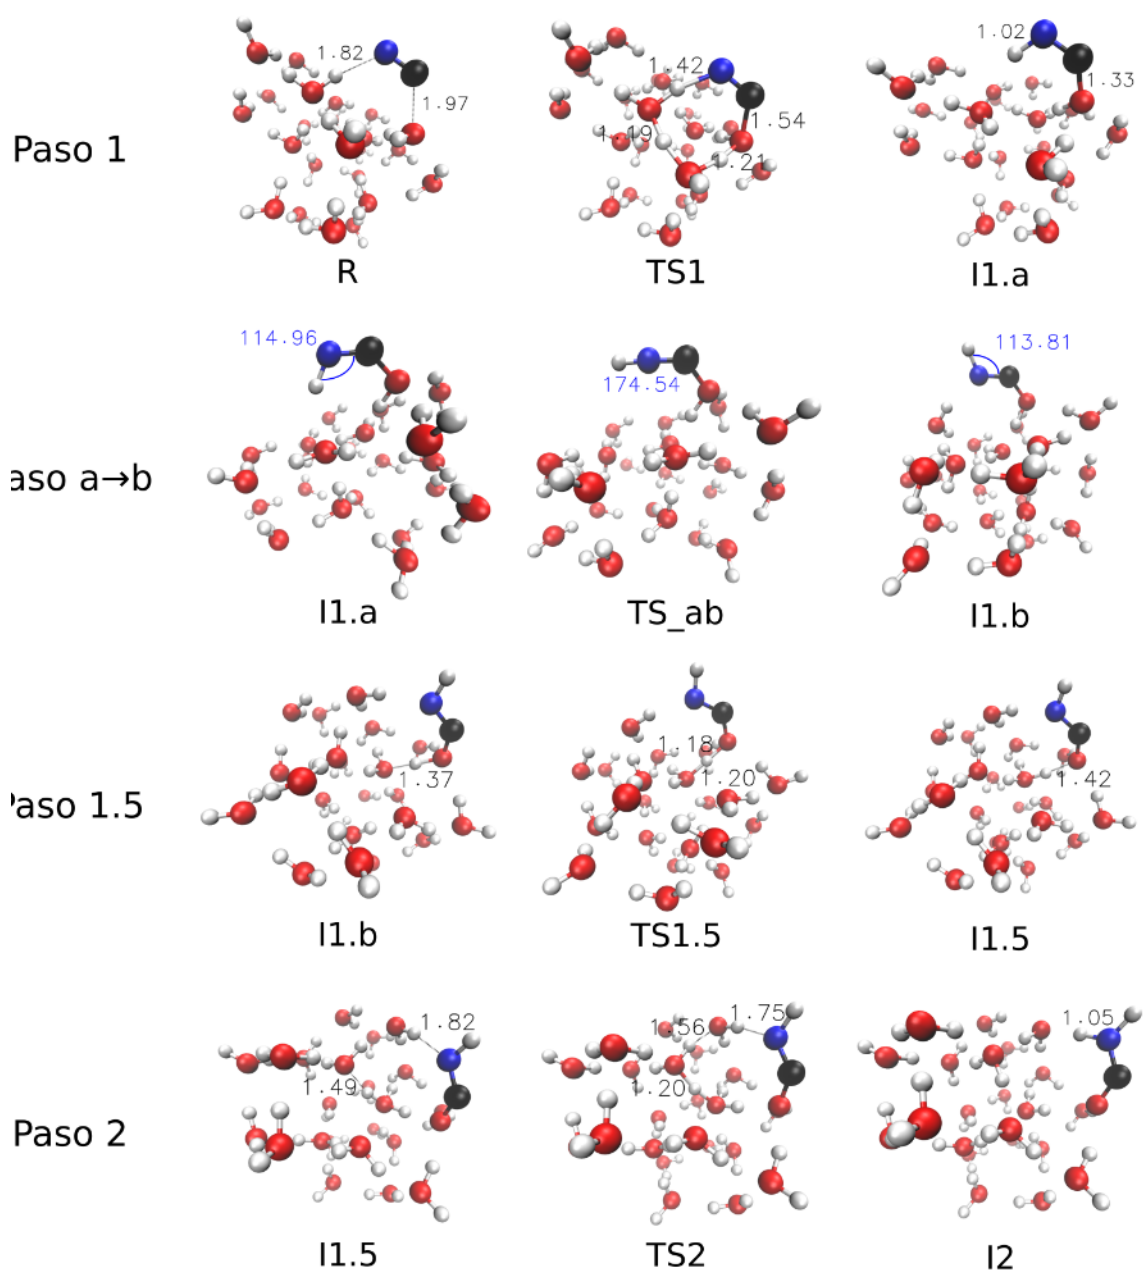 1.82
1.97
Paso 1
R
1.42
1.54
1.19
1.21
TS1
1.02
1.33
I1.a
114.96
aso a→b
I1.a
174.54
TS_ab
113.81
I1.b
1.37
Paso 1.5
I1.b
1.18
1.20
TS1.5
1.42
I1.5
1.82
1.49
Paso 2
I1.5
1.75
1.56
1.20
TS2
1.05
I2